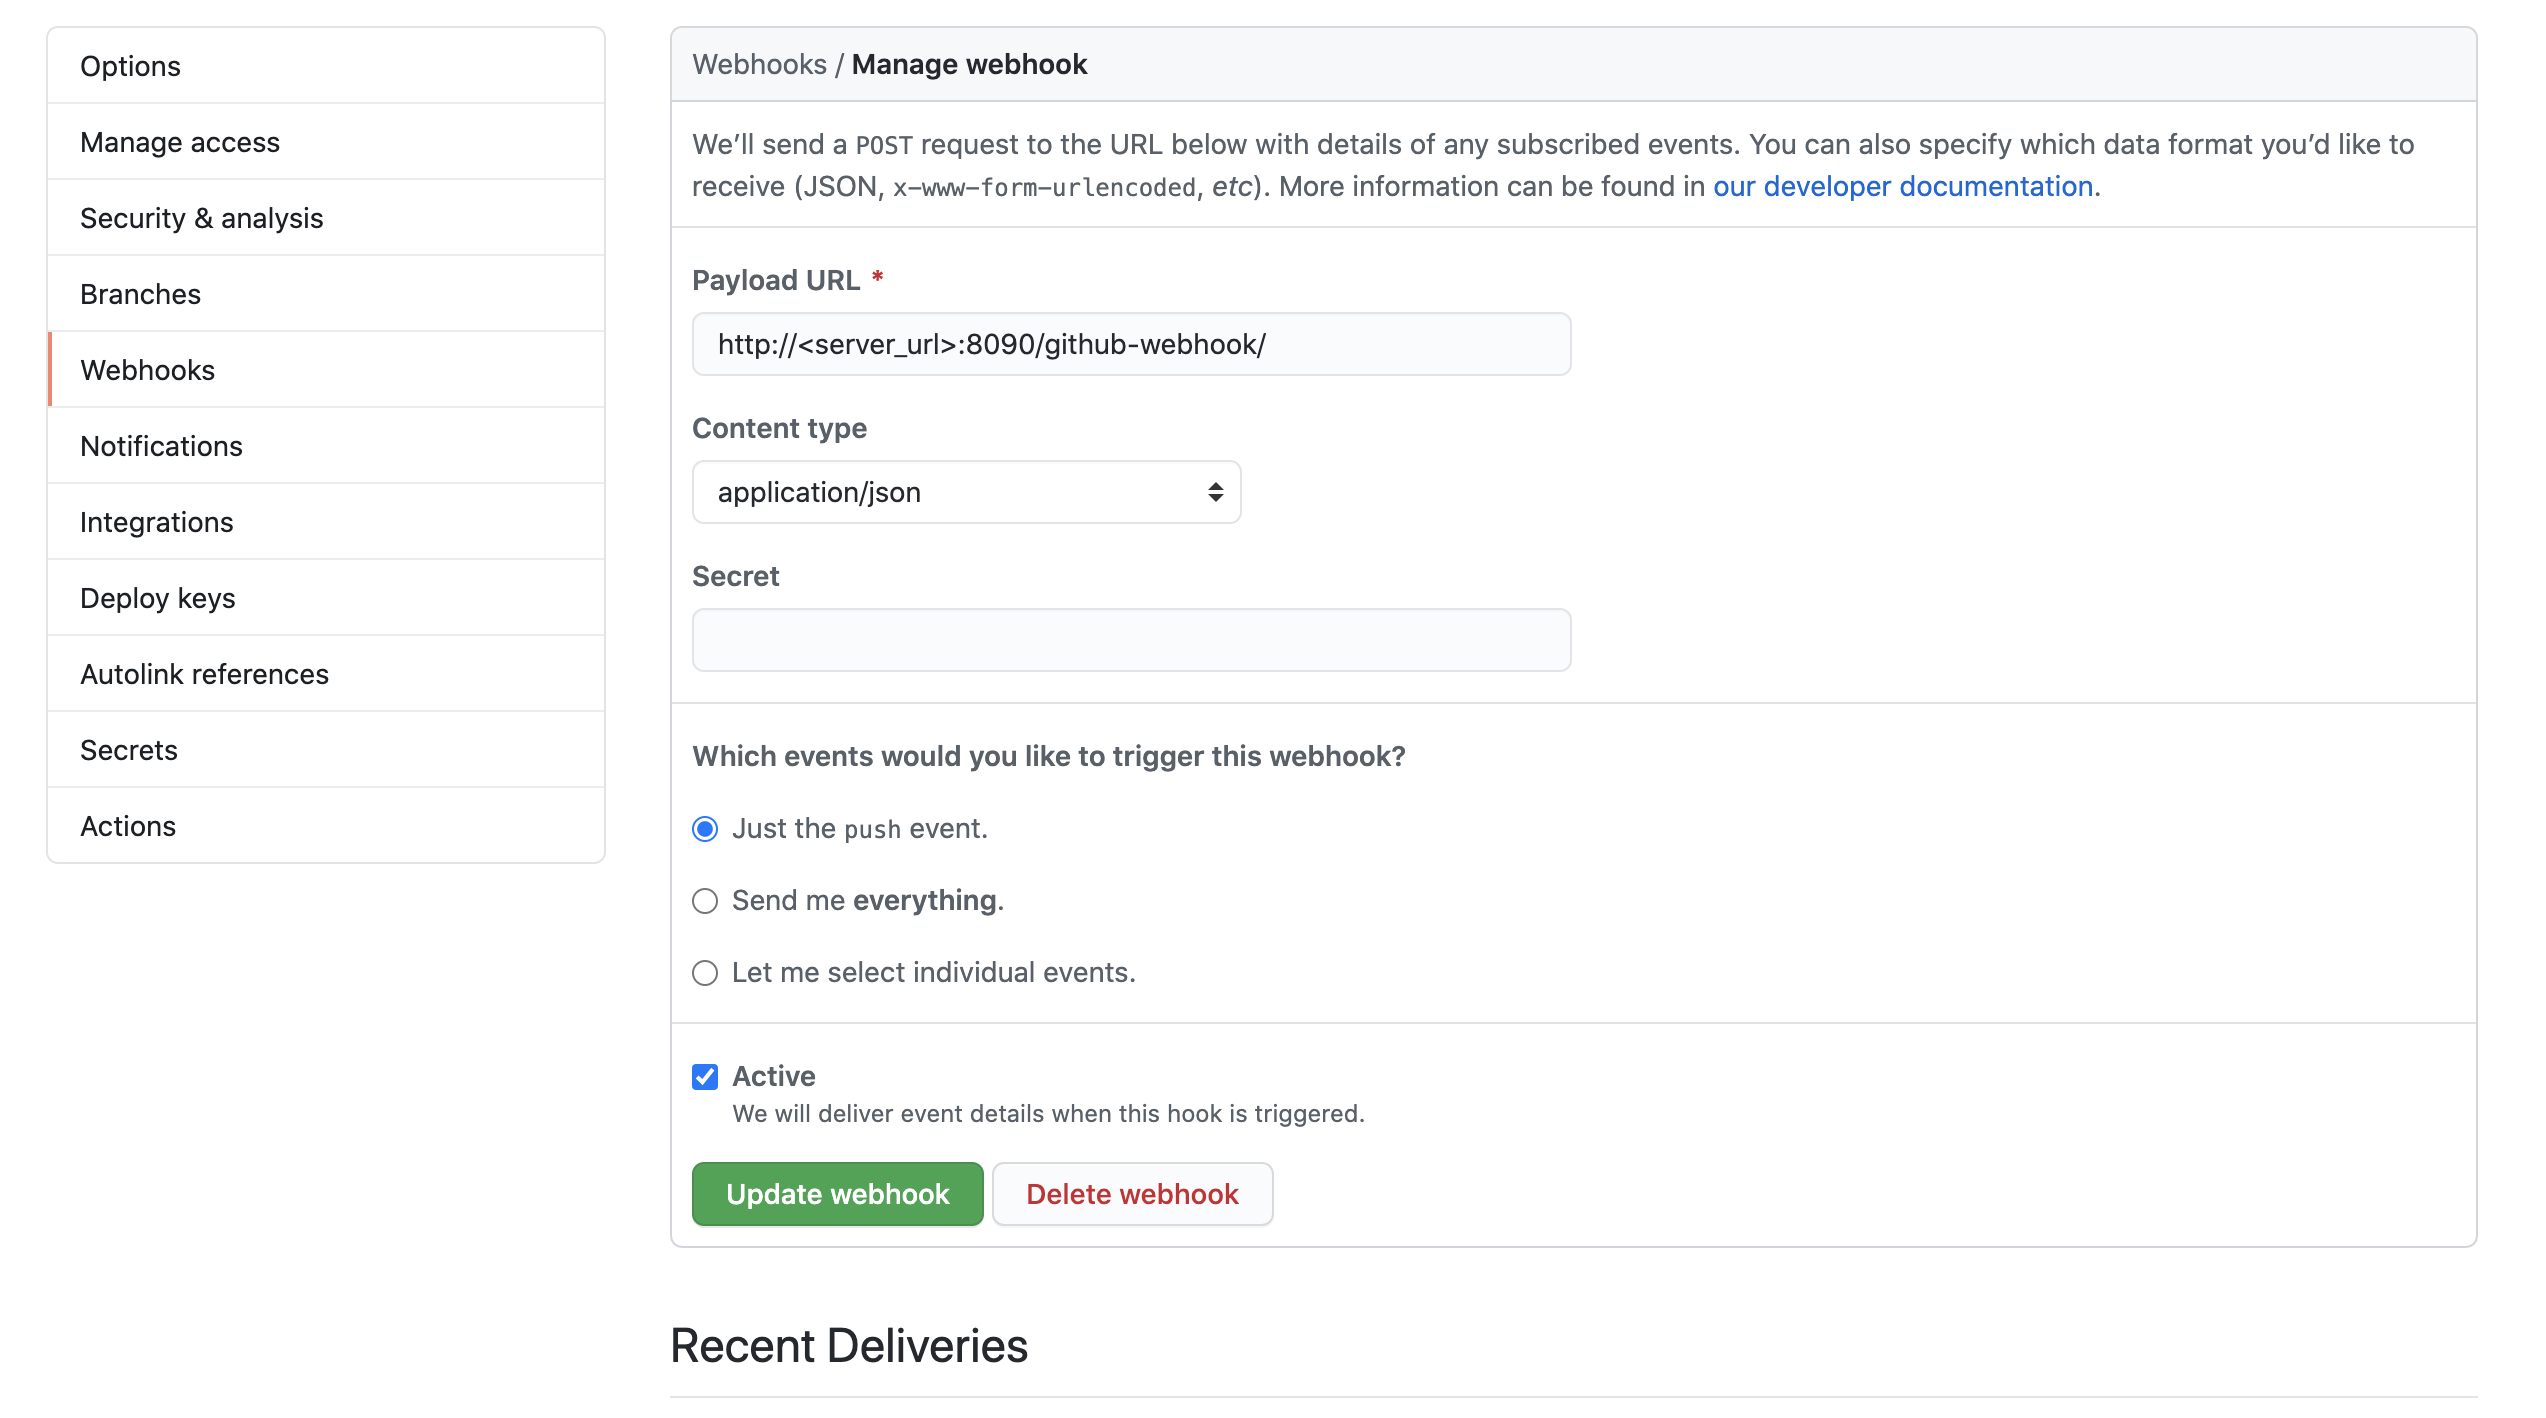 Options
Manage access
Security & analysis
Branches
Webhooks
Notifications
Integrations
Deploy keys
Autolink references
Secrets
Actions
Webhooks / Manage webhook
We’ll send a POST request to the URL below with details of any subscribed events. You can also specify which data format you’d like to
receive (JSON, x-www-form-urlencoded, etc). More information can be found in our developer documentation.
Payload URL *
http://<server_url>:8090/github-webhook/
Content type
application/json
Secret
Which events would you like to trigger this webhook?
Just the push event.
Send me everything.
Let me select individual events.
Active
We will deliver event details when this hook is triggered.
Update webhook
Delete webhook
Recent Deliveries